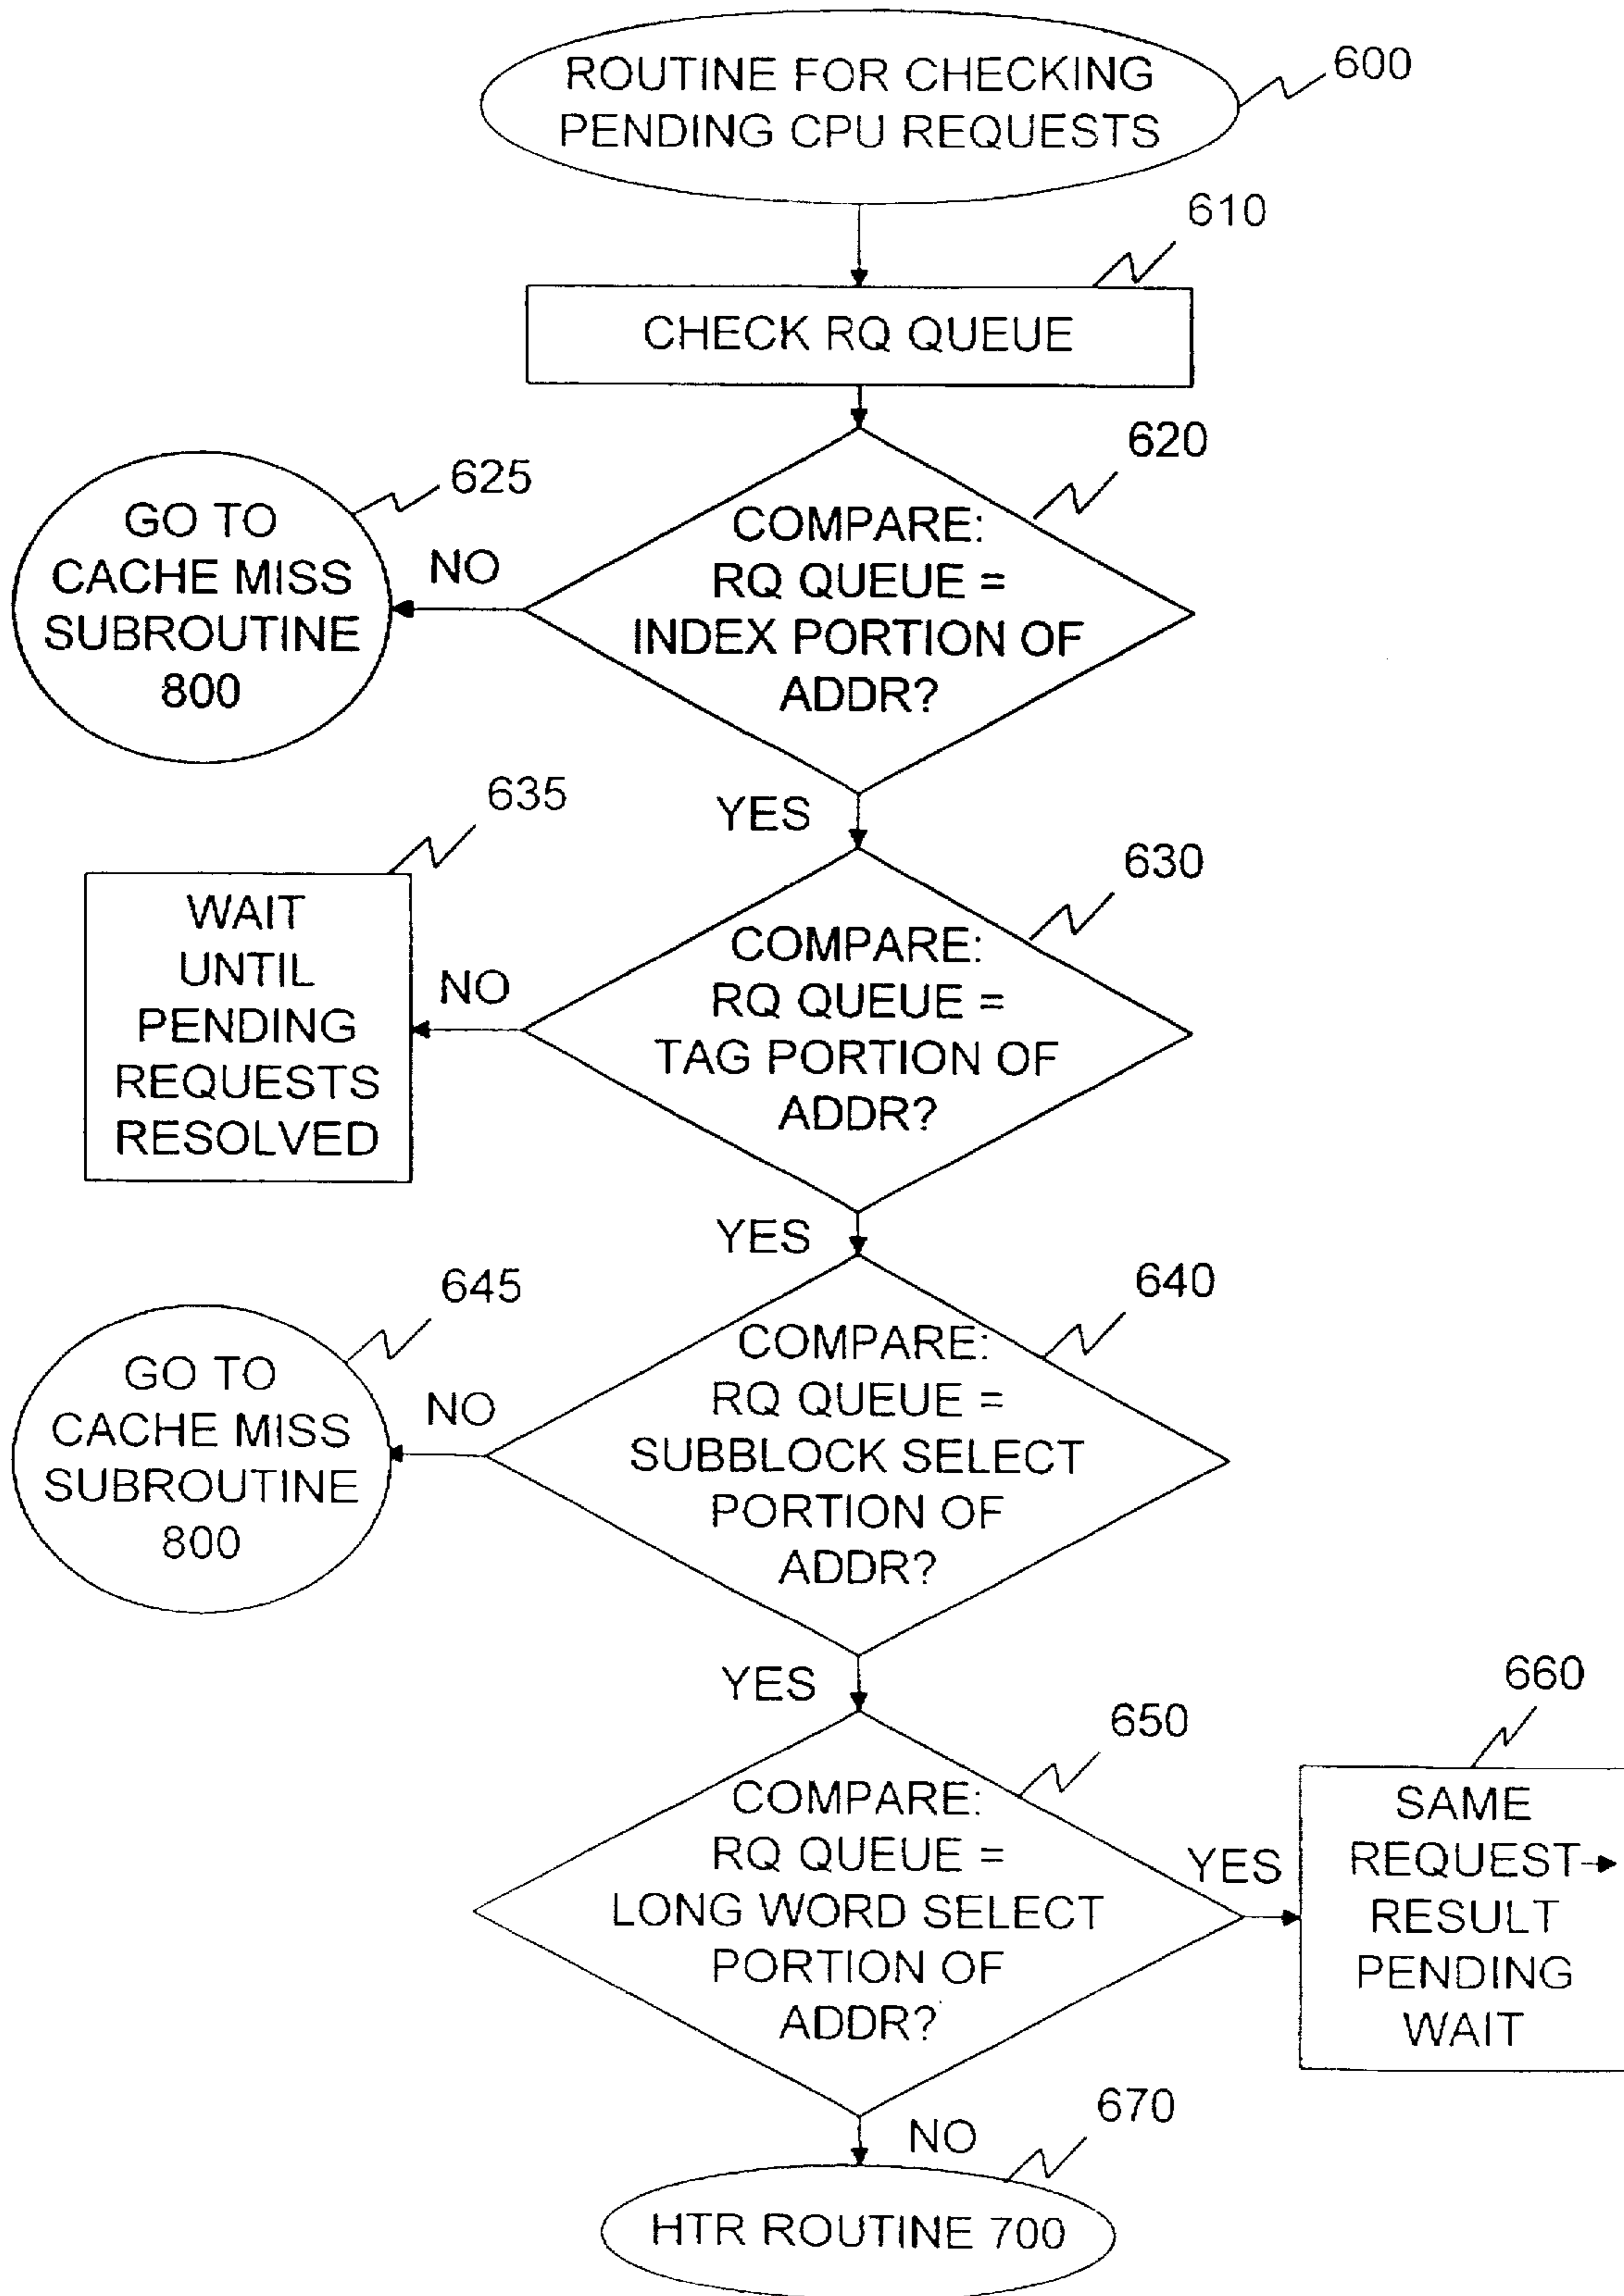 ROUTINE FOR CHECKING
PENDING CPU REQUESTS
600
610
CHECK RQ QUEUE
620
COMPARE:
RQ QUEUE =
INDEX PORTION OF
ADDR?
625
GO TO
CACHE MISS
SUBROUTINE
800
NO
YES
635
WAIT
UNTIL
PENDING
REQUESTS
RESOLVED
NO
630
COMPARE:
RQ QUEUE =
TAG PORTION OF
ADDR?
YES
645
GO TO
CACHE MISS
SUBROUTINE
800
NO
640
COMPARE:
RQ QUEUE =
SUBBLOCK SELECT
PORTION OF
ADDR?
YES
650
COMPARE:
RQ QUEUE =
LONG WORD SELECT
PORTION OF
ADDR?
YES
660
SAME
REQUEST→
RESULT
PENDING
WAIT
NO
670
HTR ROUTINE 700